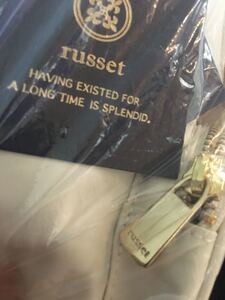 russet
HAVING EXISTED FOR
A LONG TIME IS SPLENDID.
russet